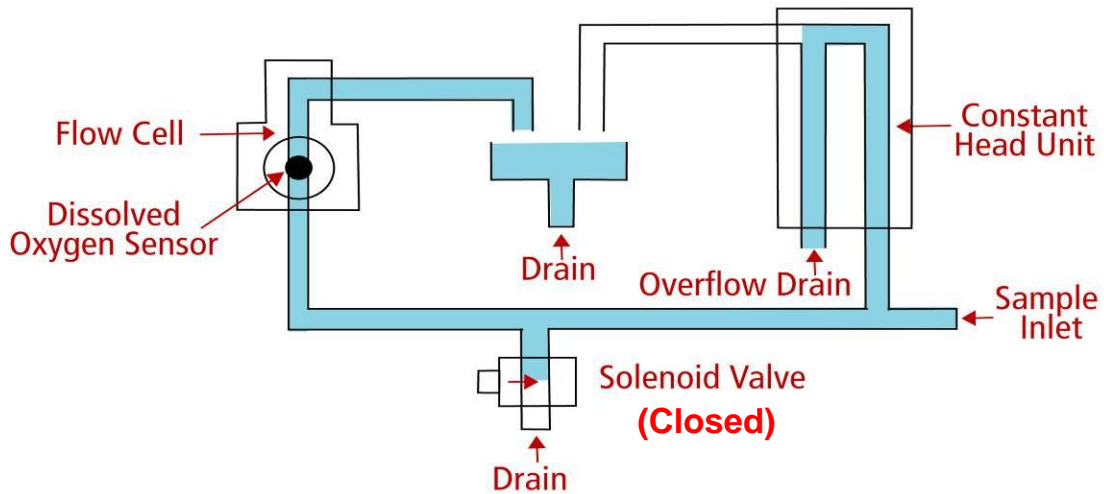 Flow Cell
Constant
Head Unit
Dissolved
Oxygen Sensor
Drain
Overflow Drain
Sample
Inlet
Solenoid Valve
(Closed)
Drain